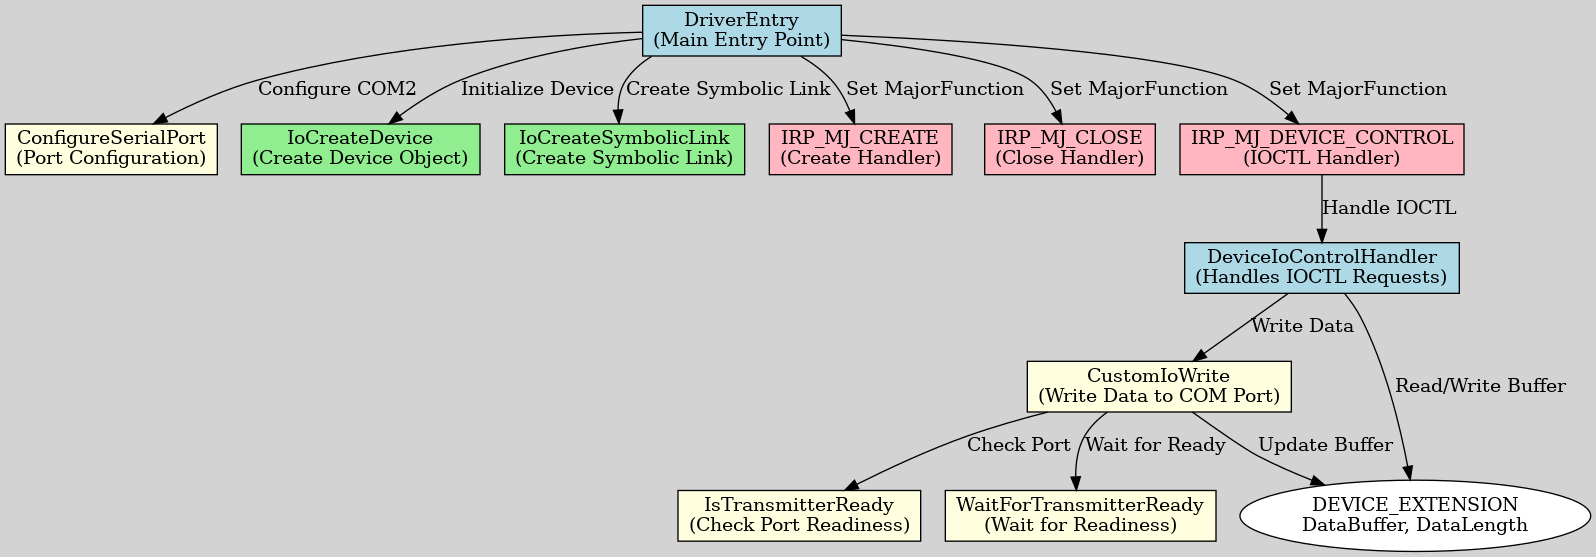 DriverEntry
(Main Entry Point)
Configure COM2
Initialize Device
Create Symbolic Link
Set MajorFunction
Set MajorFunction
Set MajorFunction
ConfigureSerialPort
(Port Configuration)
IoCreateDevice
(Create Device Object)
IoCreateSymbolicLink
(Create Symbolic Link)
IRP_MJ_CREATE
(Create Handler)
IRP_MJ_CLOSE
(Close Handler)
IRP_MJ_DEVICE_CONTROL
(IOCTL Handler)
Handle IOCTL
DeviceIoControlHandler
(Handles IOCTL Requests)
Write Data
CustomIoWrite
(Write Data to COM Port)
Read/Write Buffer
Check Port
Wait for Ready
Update Buffer
IsTransmitterReady
(Check Port Readiness)
WaitForTransmitterReady
(Wait for Readiness)
DEVICE_EXTENSION
DataBuffer, DataLength